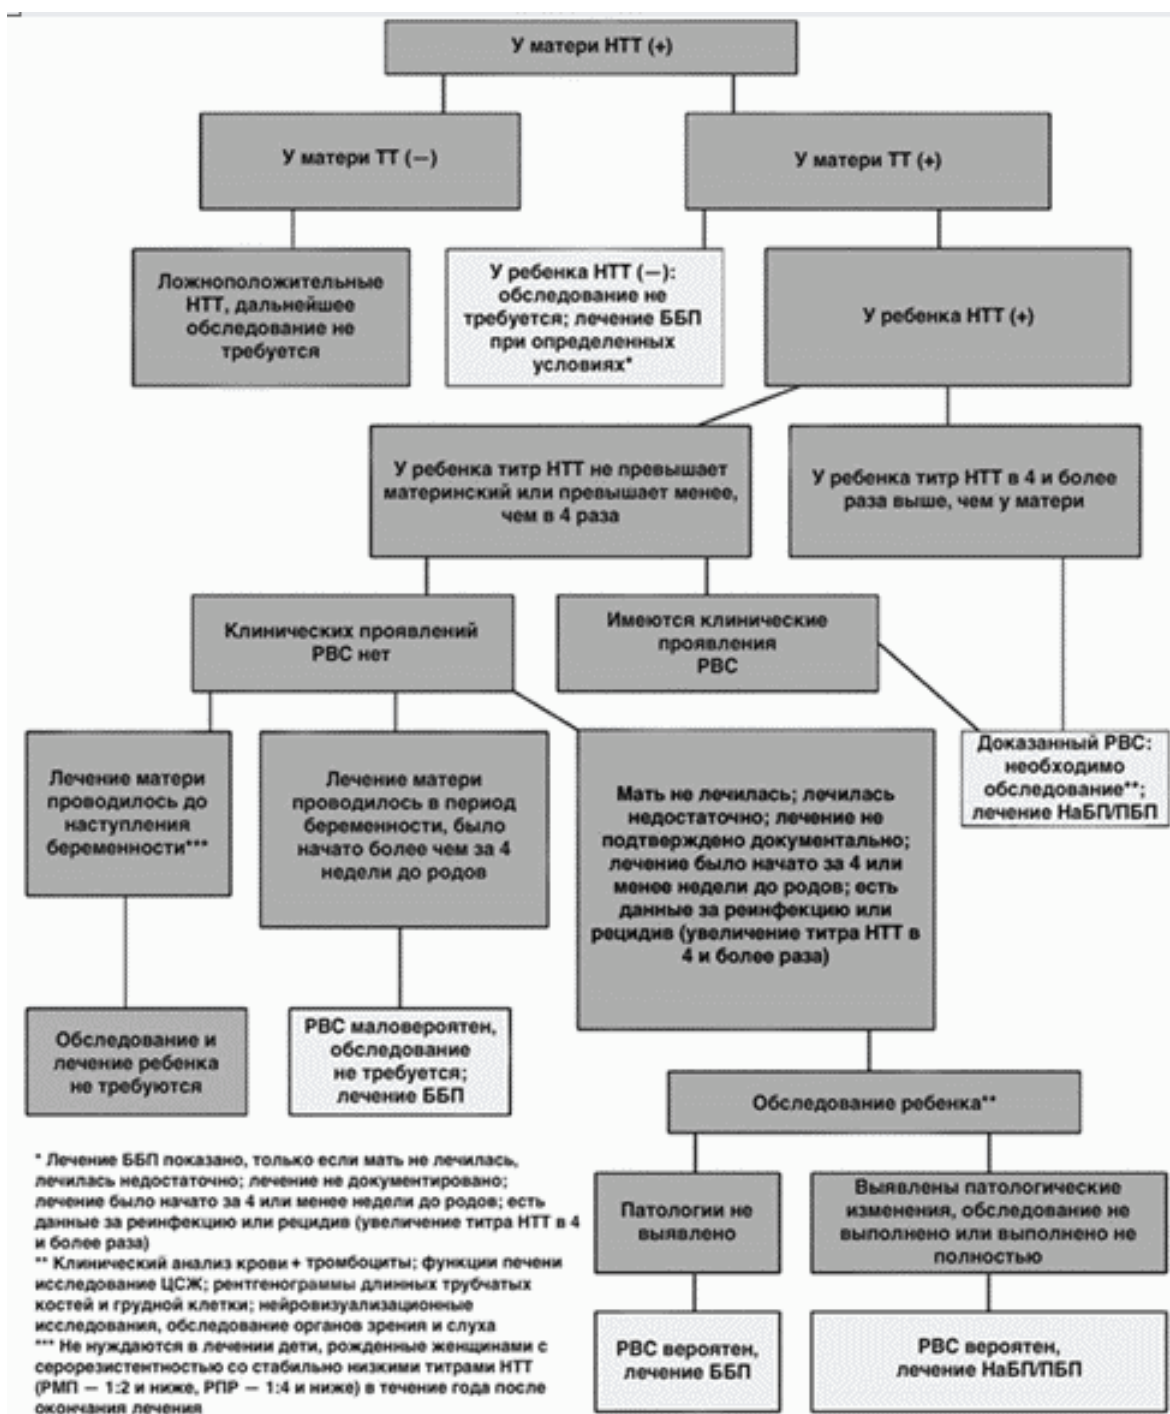 У матери НТТ (+)
У матери ТТ (—)
У матери ТТ (+)
Ложноположительные
НТТ, дальнейшее
обследование не
требуется
У ребенка НТТ (—):
обследование не
требуется; лечение ББП
при определенных
условиях*
У ребенка НТТ (+)
У ребенка титр НТТ не превышает
материнский или превышает менее,
чем в 4 раза
У ребенка титр НТТ в 4 и более
раза выше, чем у матери
Клинических проявлений
РВС нет
Имеются клинические
проявления
РВС
Лечение матери
проводилось до
наступления
беременности***
Лечение матери
проводилось в период
беременности, было
начато более чем за 4
недели до родов
Мать не лечилась; лечилась
недостаточно; лечение не
подтверждено документально;
лечение было начато за 4 или
менее недели до родов; есть
данные за реинфекцию или
рецидив (увеличение титра НТТ в
4 и более раза)
Доказанный РВС:
необходимо
обследование**;
лечение НаБП/ПБП
Обследование и
лечение ребенка
не требуются
РВС маловероятен,
обследование
не требуется;
лечение ББП
Обследование ребенка**
Патологии не
выявлено
Выявлены патологические
изменения, обследование не
выполнено или выполнено не
полностью
РВС вероятен,
лечение ББП
РВС вероятен,
лечение НаБП/ПБП
* Лечение ББП показано, только если мать не лечилась,
лечилась недостаточно; лечение не документировано;
лечение было начато за 4 или менее недели до родов; есть
данные за реинфекцию или рецидив (увеличение титра НТТ в 4
и более раза)
** Клинический анализ крови + тромбоциты; функции печени
исследование ЦСЖ; рентгенограммы длинных трубчатых
костей и грудной клетки; нейровизуализационные
исследования, обследование органов зрения и слуха
*** Не нуждаются в лечении дети, рожденные женщинами с
серорезистентностью со стабильно низкими титрами НТТ
(РМП — 1:2 и ниже, РПР — 1:4 и ниже) в течение года после
окончания лечения